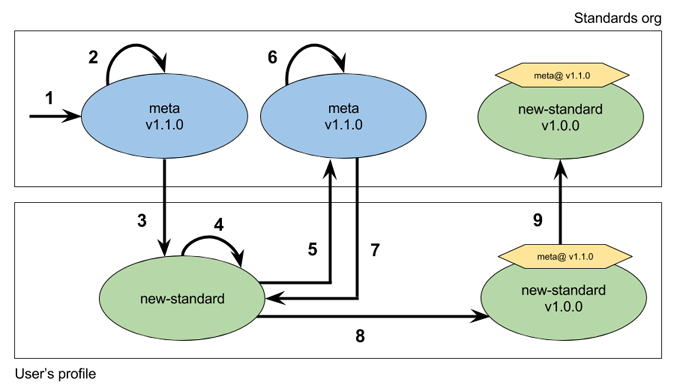 Standards org
2
6
meta@ v1.1.0
1
meta
v1.1.0
meta
v1.1.0
new-standard
v1.0.0
3
4
5
7
9
meta@ v1.1.0
new-standard
new-standard
v1.0.0
8
User's profile